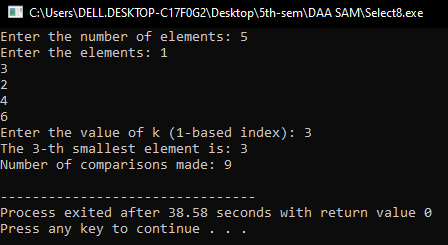 C:\Users\DELL.DESKTOP-C17F0G2\Desktop\5th-sem\DAA SAM\Select8.exe
Enter the number of elements: 5
Enter the elements: 1
3
2
4
6
Enter the value of k (1-based index): 3
The 3-th smallest element is: 3
Number of comparisons made: 9
--------------------------------
Process exited after 38.58 seconds with return value 0
Press any key to continue . . .